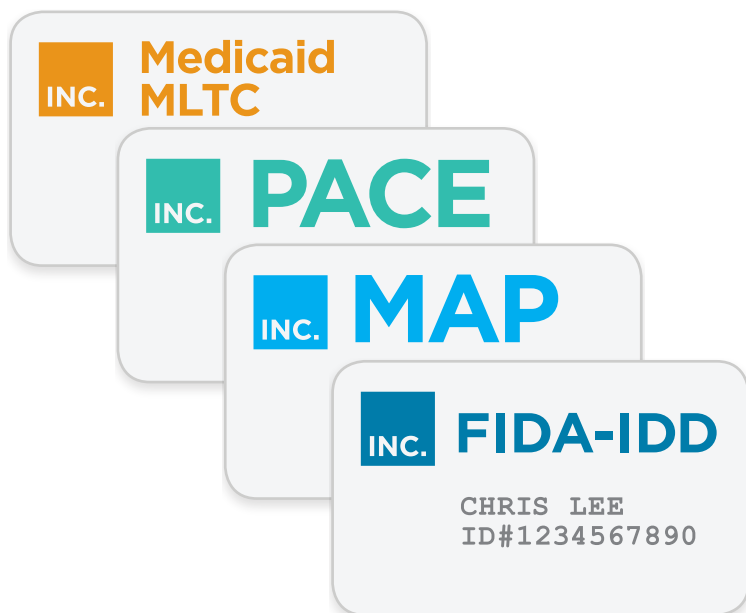 INC.
Medicaid
MLTC
INC.
PACE
INC.
MAP
INC.
FIDA-IDD
CHRIS LEE
ID#1234567890